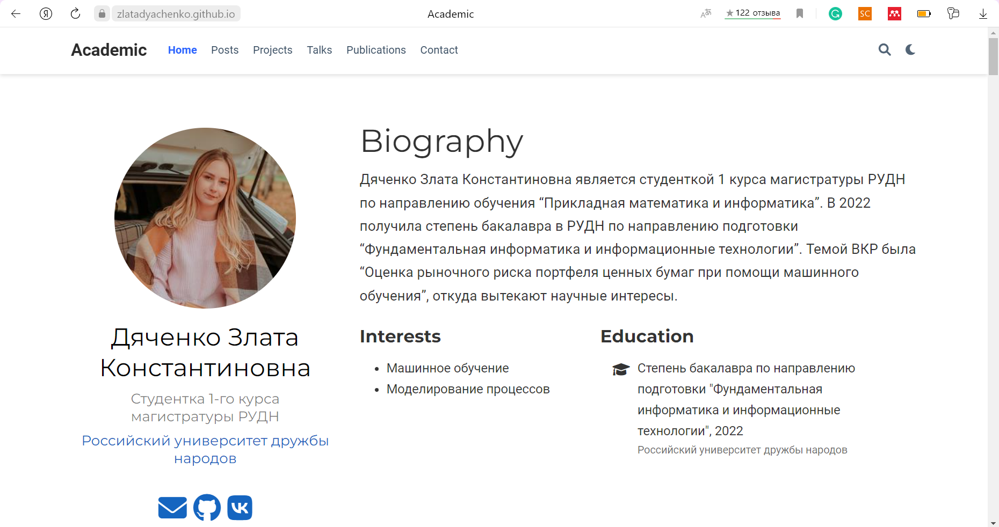 zlatadyachenko.github.io
Academic
122 отзыва
SC
Academic
Home
Posts
Projects
Talks
Publications
Contact
Biography
Дяченко Злата Константиновна является студенткой 1 курса магистратуры РУДН
по направлению обучения “Прикладная математика и информатика”. В 2022
получила степень бакалавра в РУДН по направлению подготовки
“Фундаментальная информатика и информационные технологии”. Темой ВКР была
“Оценка рыночного риска портфеля ценных бумаг при помощи машинного
обучения”, откуда вытекают научные интересы.
Дяченко Злата
Константиновна
Студентка 1-го курса
магистратуры РУДН
Российский университет дружбы
народов
Interests
Машинное обучение
Моделирование процессов
Education
Степень бакалавра по направлению
подготовки "Фундаментальная
информатика и информационные
технологии", 2022
Российский университет дружбы народов